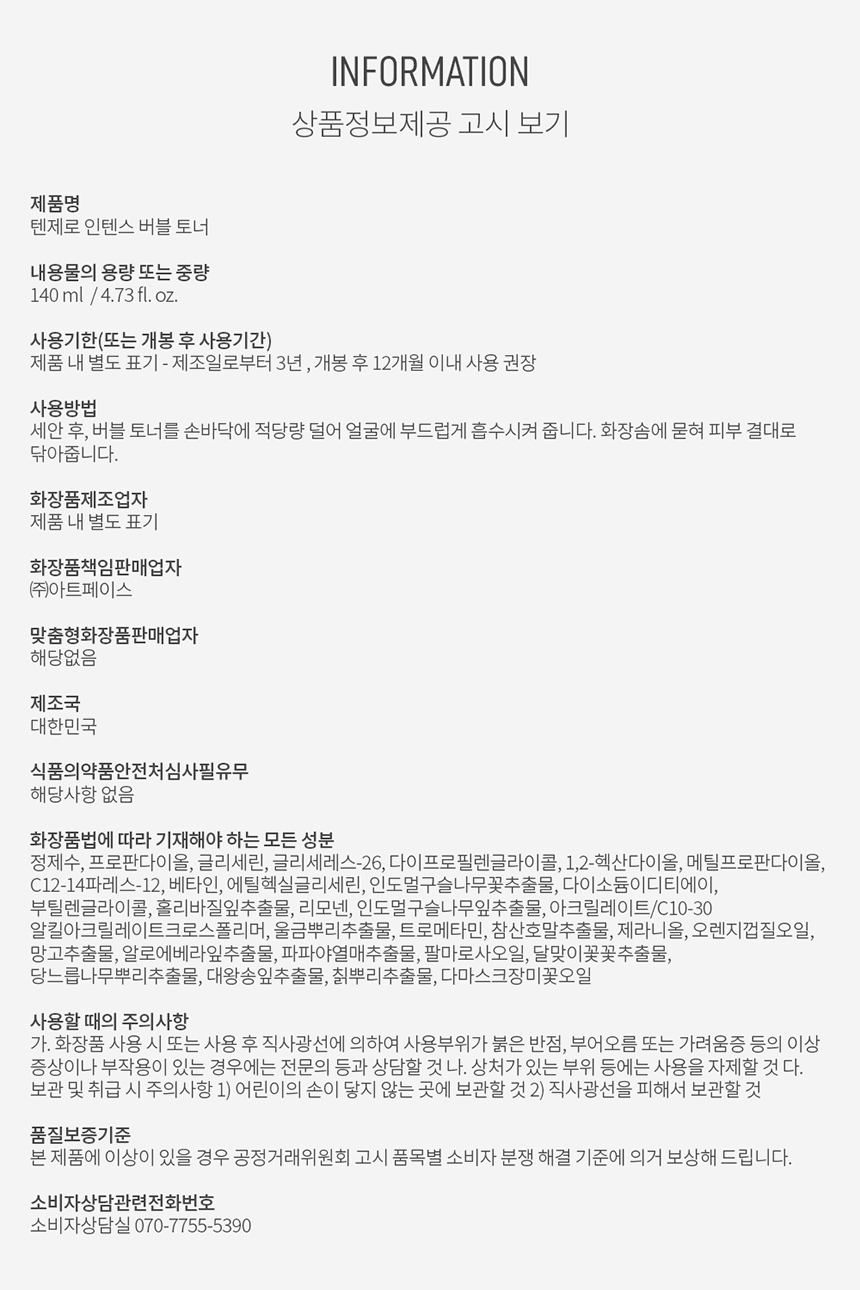 INFORMATION
상품정보제공 고시 보기
제품명
텐제로 인텐스 버블 토너
내용물의 용량 또는 중량
140 ml / 4.73 fl. oz.
사용기한(또는 개봉 후 사용기간)
제품 내 별도 표기 - 제조일로부터 3년 , 개봉 후 12개월 이내 사용 권장
사용방법
세안 후, 버블 토너를 손바닥에 적당량 덜어 얼굴에 부드럽게 흡수시켜 줍니다. 화장솜에 묻혀 피부 결대로
닦아줍니다.
화장품제조업자
제품 내 별도 표기
화장품책임판매업자
㈜아트페이스
맞춤형화장품판매업자
해당없음
제조국
대한민국
식품의약품안전처심사필유무
해당사항 없음
화장품법에 따라 기재해야 하는 모든 성분
정제수, 프로판다이올, 글리세린, 글리세레스-26, 다이프로필렌글라이콜, 1,2-헥산다이올, 메틸프로판다이올,
C12-14파레스-12, 베타인, 에틸헥실글리세린, 인도멀구슬나무꽃추출물, 다이소듐이디티에이,
부틸렌글라이콜, 홀리바질잎추출물, 리모넨, 인도멀구슬나무잎추출물, 아크릴레이트/C10-30
알킬아크릴레이트크로스폴리머, 울금뿌리추출물, 트로메타민, 참산호말추출물, 제라니올, 오렌지껍질오일,
망고추출물, 알로에베라잎추출물, 파파야열매추출물, 팔마로사오일, 달맞이꽃꽃추출물,
당느릅나무뿌리추출물, 대왕송잎추출물, 칡뿌리추출물, 다마스크장미꽃오일
사용할 때의 주의사항
가. 화장품 사용 시 또는 사용 후 직사광선에 의하여 사용부위가 붉은 반점, 부어오름 또는 가려움증 등의 이상
증상이나 부작용이 있는 경우에는 전문의 등과 상담할 것 나. 상처가 있는 부위 등에는 사용을 자제할 것 다.
보관 및 취급 시 주의사항 1) 어린이의 손이 닿지 않는 곳에 보관할 것 2) 직사광선을 피해서 보관할 것
품질보증기준
본 제품에 이상이 있을 경우 공정거래위원회 고시 품목별 소비자 분쟁 해결 기준에 의거 보상해 드립니다.
소비자상담관련전화번호
소비자상담실 070-7755-5390